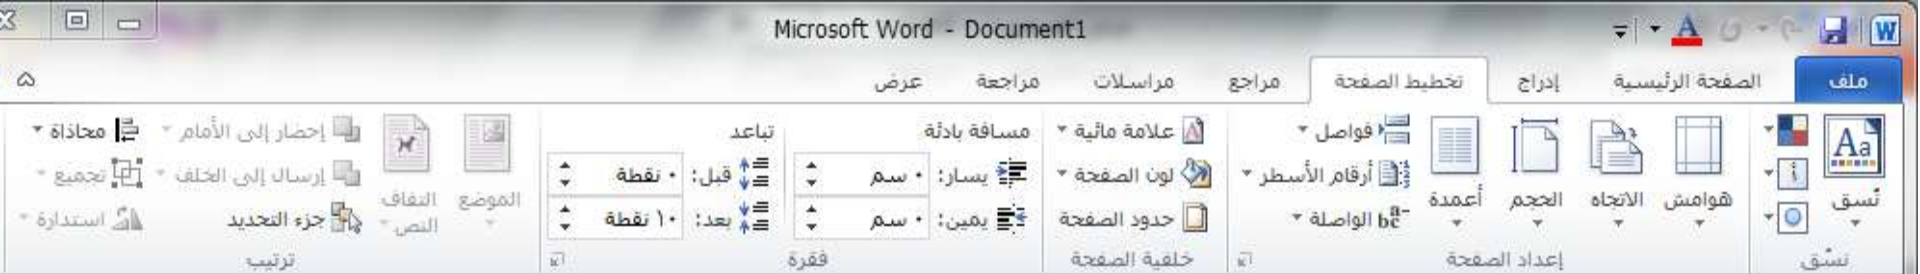 Microsoft Word - Document1
ملف الصفحة الرئيسية إدراج تخطيط الصفحة مراجع مراسلات مراجعة عرض
نُسق
نسّق
هوامش
الاتجاه
الحجم
أعمدة
فواصل
أرقام الأسطر
الواصلة
إعداد الصفحة
علامة مائية
لون الصفحة
حدود الصفحة
خلفية الصفحة
مسافة بادئة
يسار: ٠ سم
يمين: ٠ سم
تباعد
قبل: ٠ نقطة
بعد: ١٠ نقطة
فقرة
الموضع
التفاف النص
إحضار إلى الأمام
إرسال إلى الخلف
جزء التحديد
محاذاة
تجميع
استدارة
ترتيب